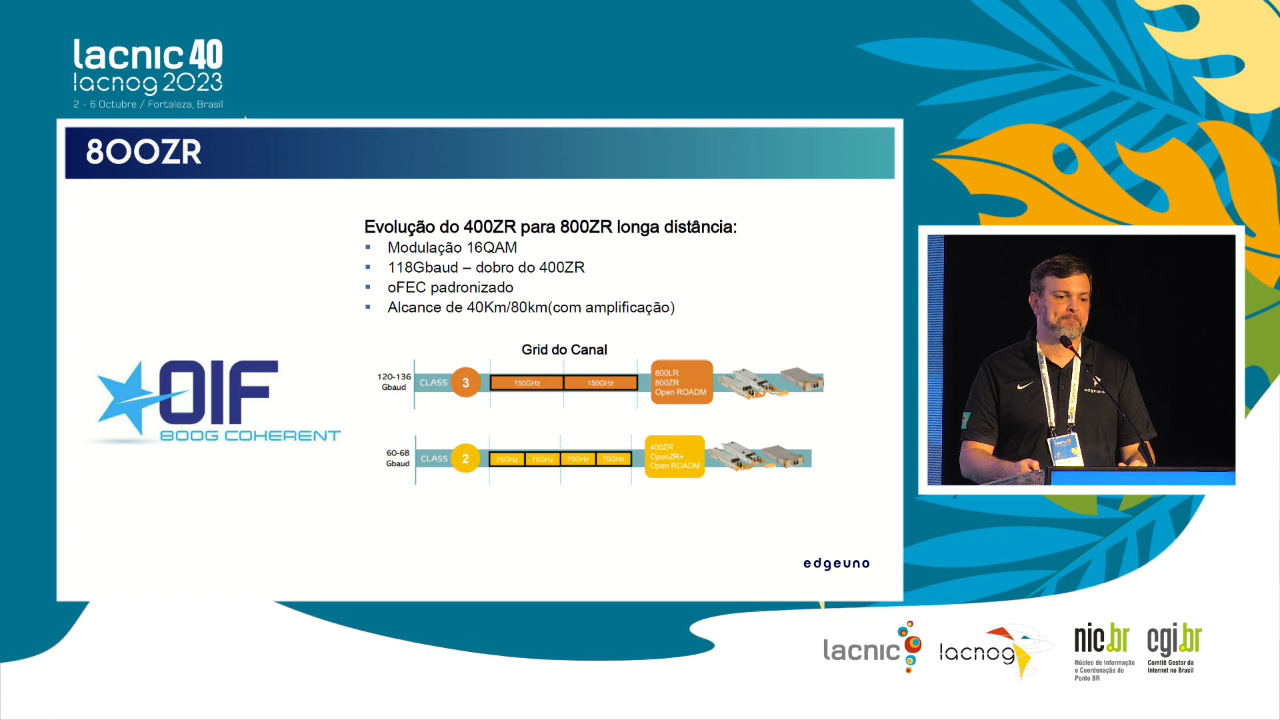 lacnic 40
lacnog 2023
2 - 6 Octubre / Fortaleza, Brasil
800ZR
Evolução do 400ZR para 800ZR longa distância:
▪ Modulação 16QAM
▪ 118Gbaud – dobro do 400ZR
▪ oFEC padronizado
▪ Alcance de 40Km/80km(com amplificação)
Grid do Canal
OIF
800G COHERENT
120-136
Gbaud
CLASS 3
150GHz 150GHz
800LR
800ZR
Open ROADM
60-68
Gbaud
CLASS 2
75GHz 75GHz 75GHz 75GHz
400ZR
OpenZR+
Open ROADM
edgeuno
edgeuno
lacnic
lacnog
nic.br
Núcleo de Informação
e Coordenação do
Ponto BR
cgi.br
Comitê Gestor da
Internet no Brasil